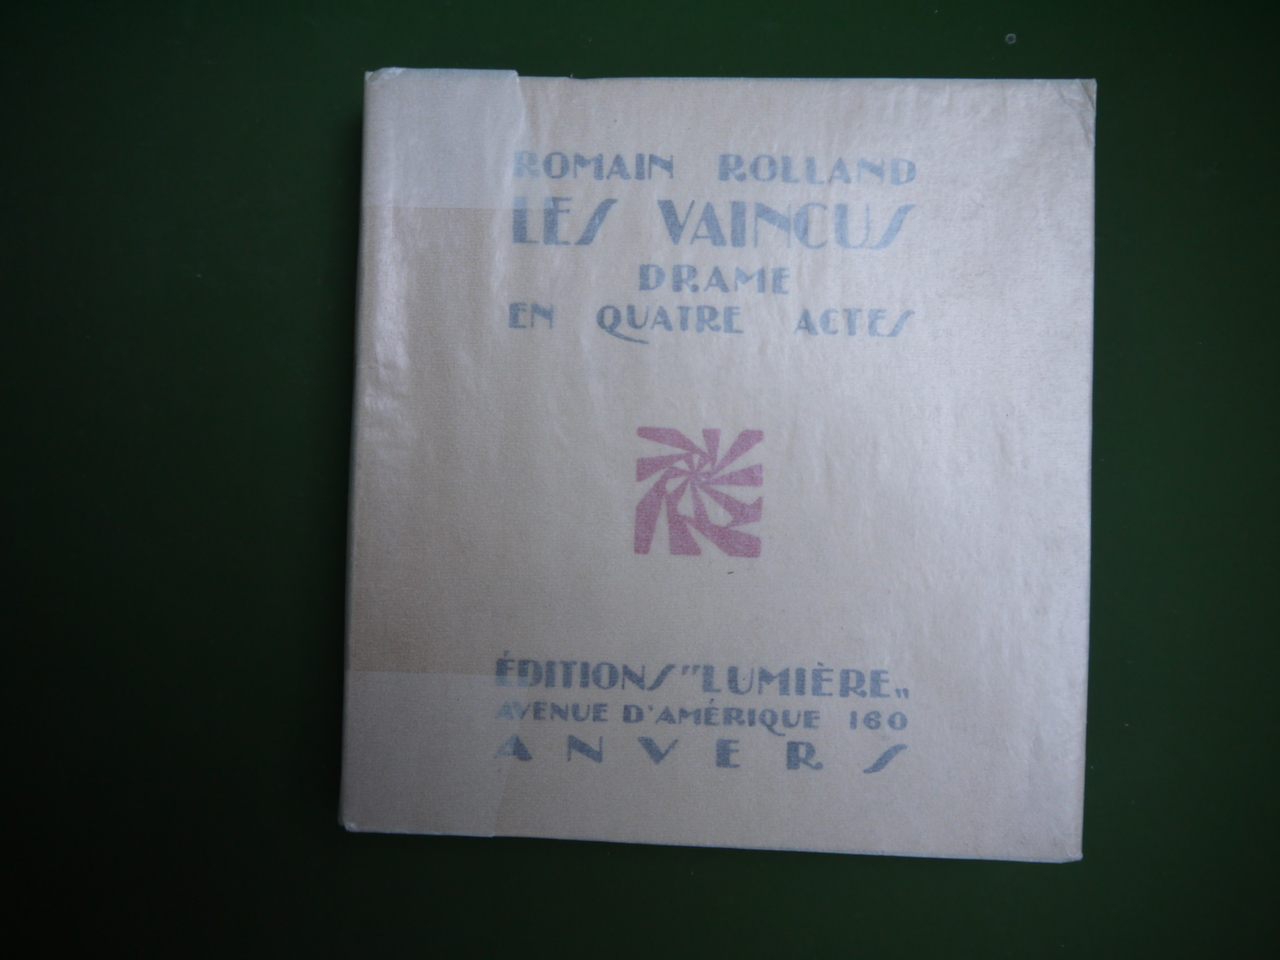 ROMAIN ROLLAND
LES VAINCUS
DRAME
EN QUATRE ACTES
ÉDITIONS "LUMIÈRE„
AVENUE D'AMÉRIQUE 160
ANVERS